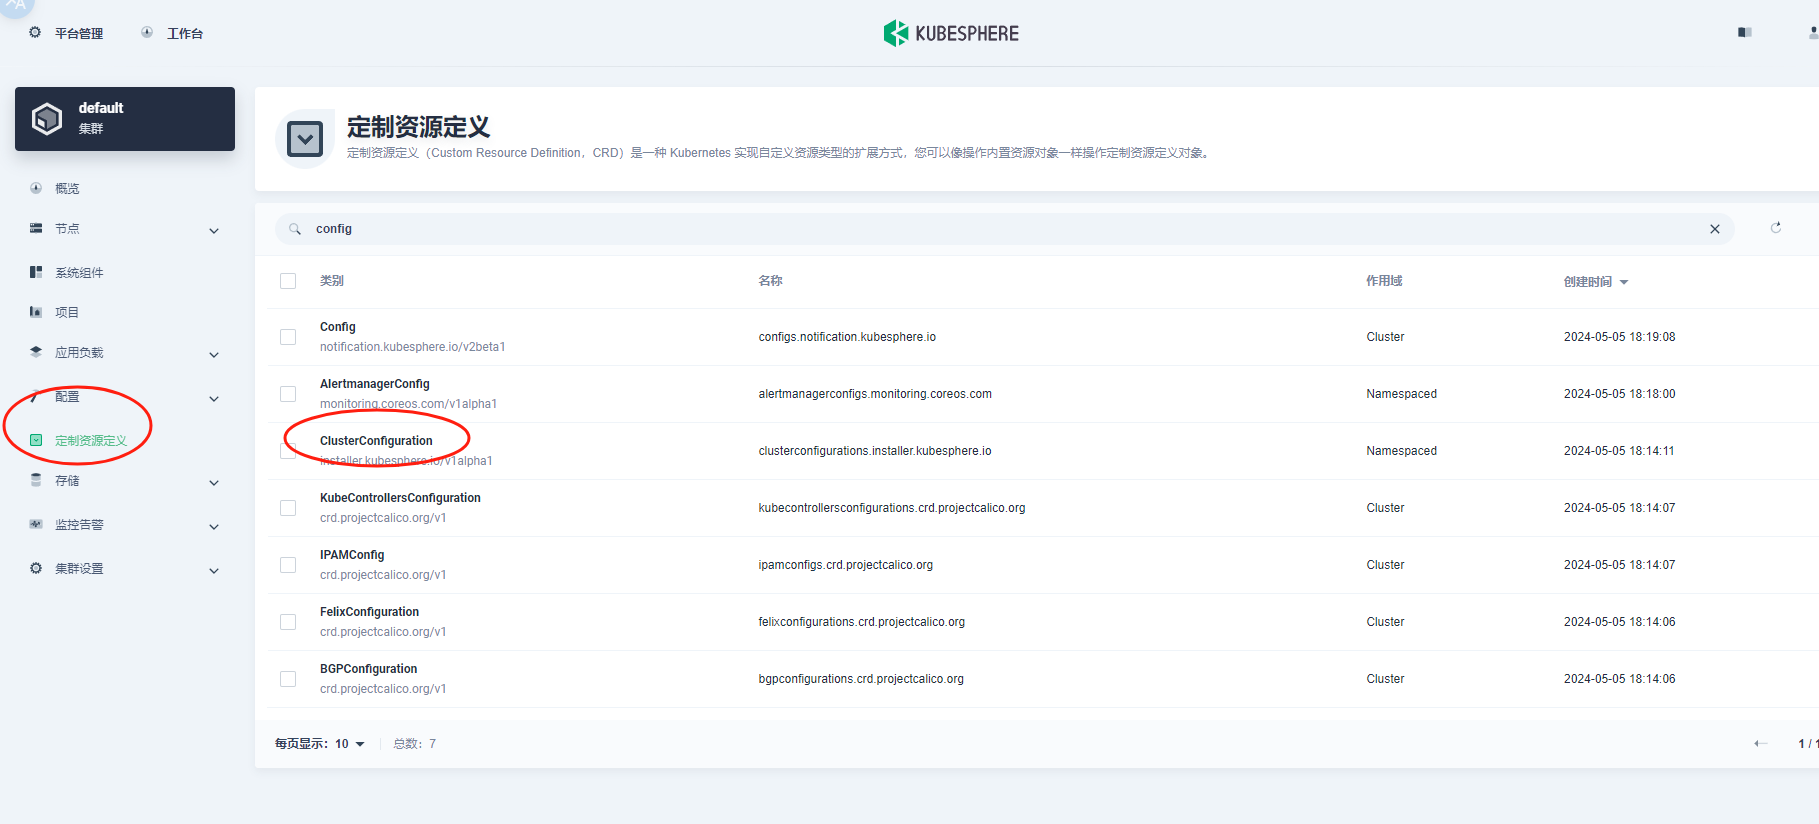 平台管理
工作台
KUBESPHERE
default
集群
概览
节点
系统组件
项目
应用负载
配置
定制资源定义
存储
监控告警
集群设置
定制资源定义
定制资源定义（Custom Resource Definition，CRD）是一种 Kubernetes 实现自定义资源类型的扩展方式，您可以像操作内置资源对象一样操作定制资源定义对象。
config
类别 名称 作用域 创建时间
Config
notification.kubesphere.io/v2beta1
configs.notification.kubesphere.io Cluster 2024-05-05 18:19:08
AlertmanagerConfig
monitoring.coreos.com/v1alpha1
alertmanagerconfigs.monitoring.coreos.com Namespaced 2024-05-05 18:18:00
ClusterConfiguration
installer.kubesphere.io/v1alpha1
clusterconfigurations.installer.kubesphere.io Namespaced 2024-05-05 18:14:11
KubeControllersConfiguration
crd.projectcalico.org/v1
kubecontrollersconfigurations.crd.projectcalico.org Cluster 2024-05-05 18:14:07
IPAMConfig
crd.projectcalico.org/v1
ipamconfigs.crd.projectcalico.org Cluster 2024-05-05 18:14:07
FelixConfiguration
crd.projectcalico.org/v1
felixconfigurations.crd.projectcalico.org Cluster 2024-05-05 18:14:06
BGPConfiguration
crd.projectcalico.org/v1
bgpconfigurations.crd.projectcalico.org Cluster 2024-05-05 18:14:06
每页显示：10 总数：7
1 / 1